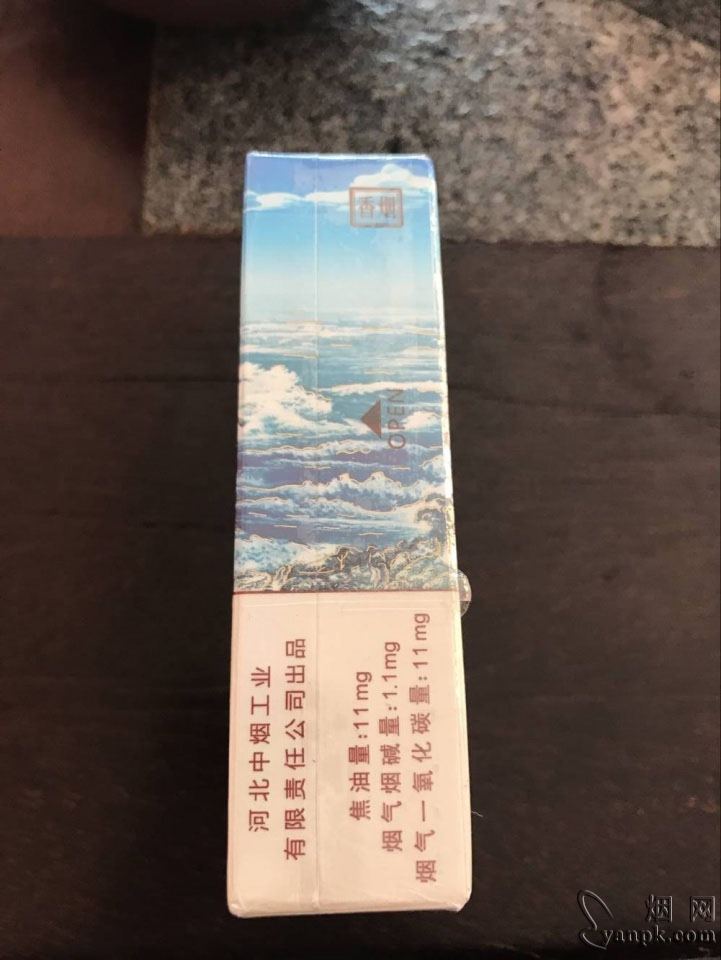 香烟
OPEN
河北中烟工业
有限责任公司出品
焦油量:11mg
烟气烟碱量:1.1mg
烟气一氧化碳量:11mg
烟网
yanpk.com